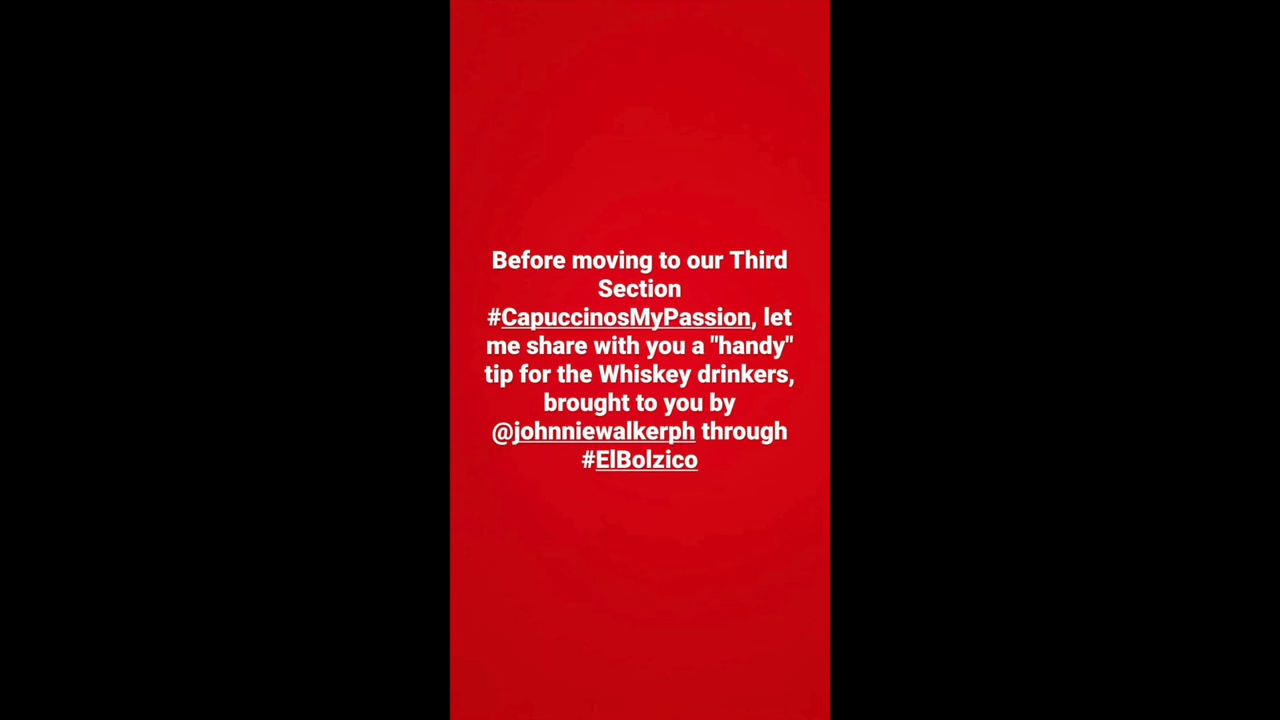 Before moving to our Third
Section
#CapuccinosMyPassion, let
me share with you a "handy"
tip for the Whiskey drinkers,
brought to you by
@johnniewalkerph through
#ElBolzico